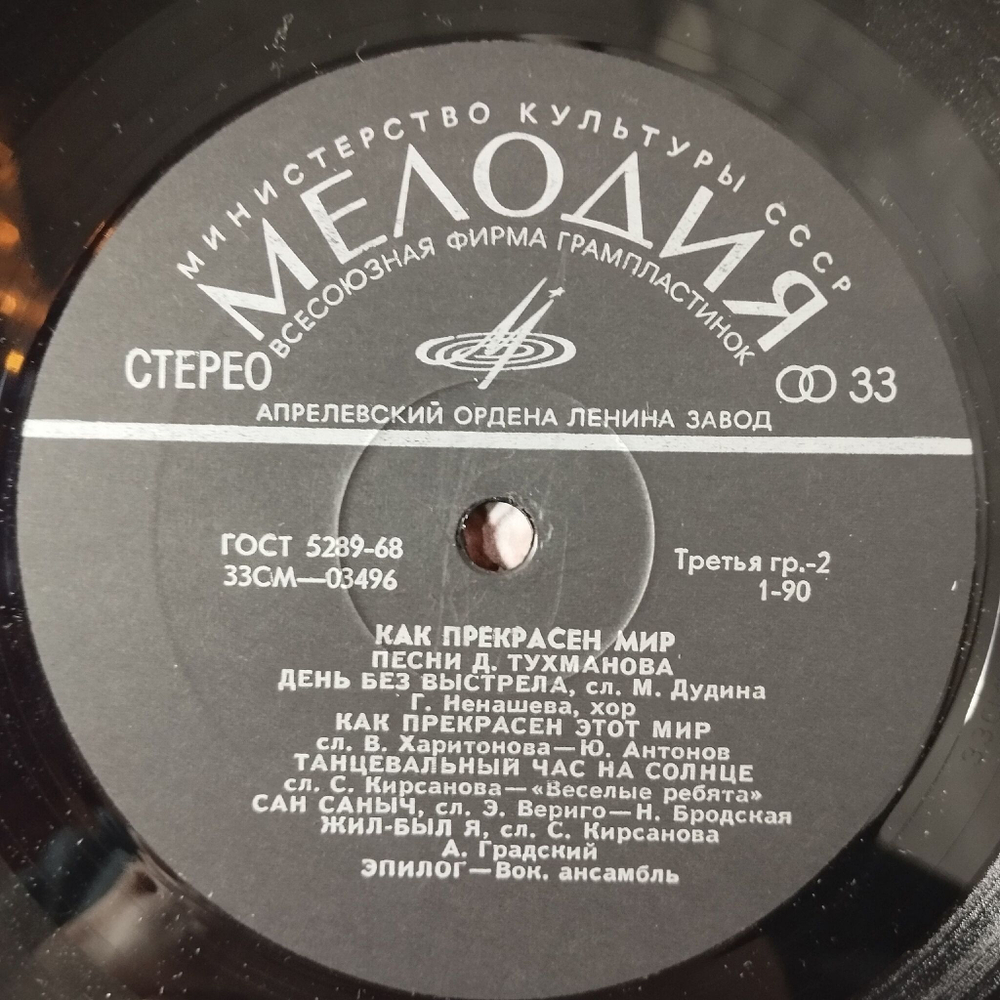 МИНИСТЕРСТВО КУЛЬТУРЫ СССР
МЕЛОДИЯ
ВСЕСОЮЗНАЯ ФИРМА ГРАМПЛАСТИНОК
СТЕРЕО
33
АПРЕЛЕВСКИЙ ОРДЕНА ЛЕНИНА ЗАВОД
ГОСТ 5289-68
33СМ—03496
Третья гр.-2
1-90
КАК ПРЕКРАСЕН МИР
ПЕСНИ Д. ТУХМАНОВА
ДЕНЬ БЕЗ ВЫСТРЕЛА, сл. М. Дудина
Г. Ненашева, хор
КАК ПРЕКРАСЕН ЭТОТ МИР
сл. В. Харитонова—Ю. Антонов
ТАНЦЕВАЛЬНЫЙ ЧАС НА СОЛНЦЕ
сл. С. Кирсанова—«Веселые ребята»
САН САНЫЧ, сл. Э. Вериго—Н. Бродская
ЖИЛ-БЫЛ Я, сл. С. Кирсанова
А. Градский
ЭПИЛОГ—Вок. ансамбль